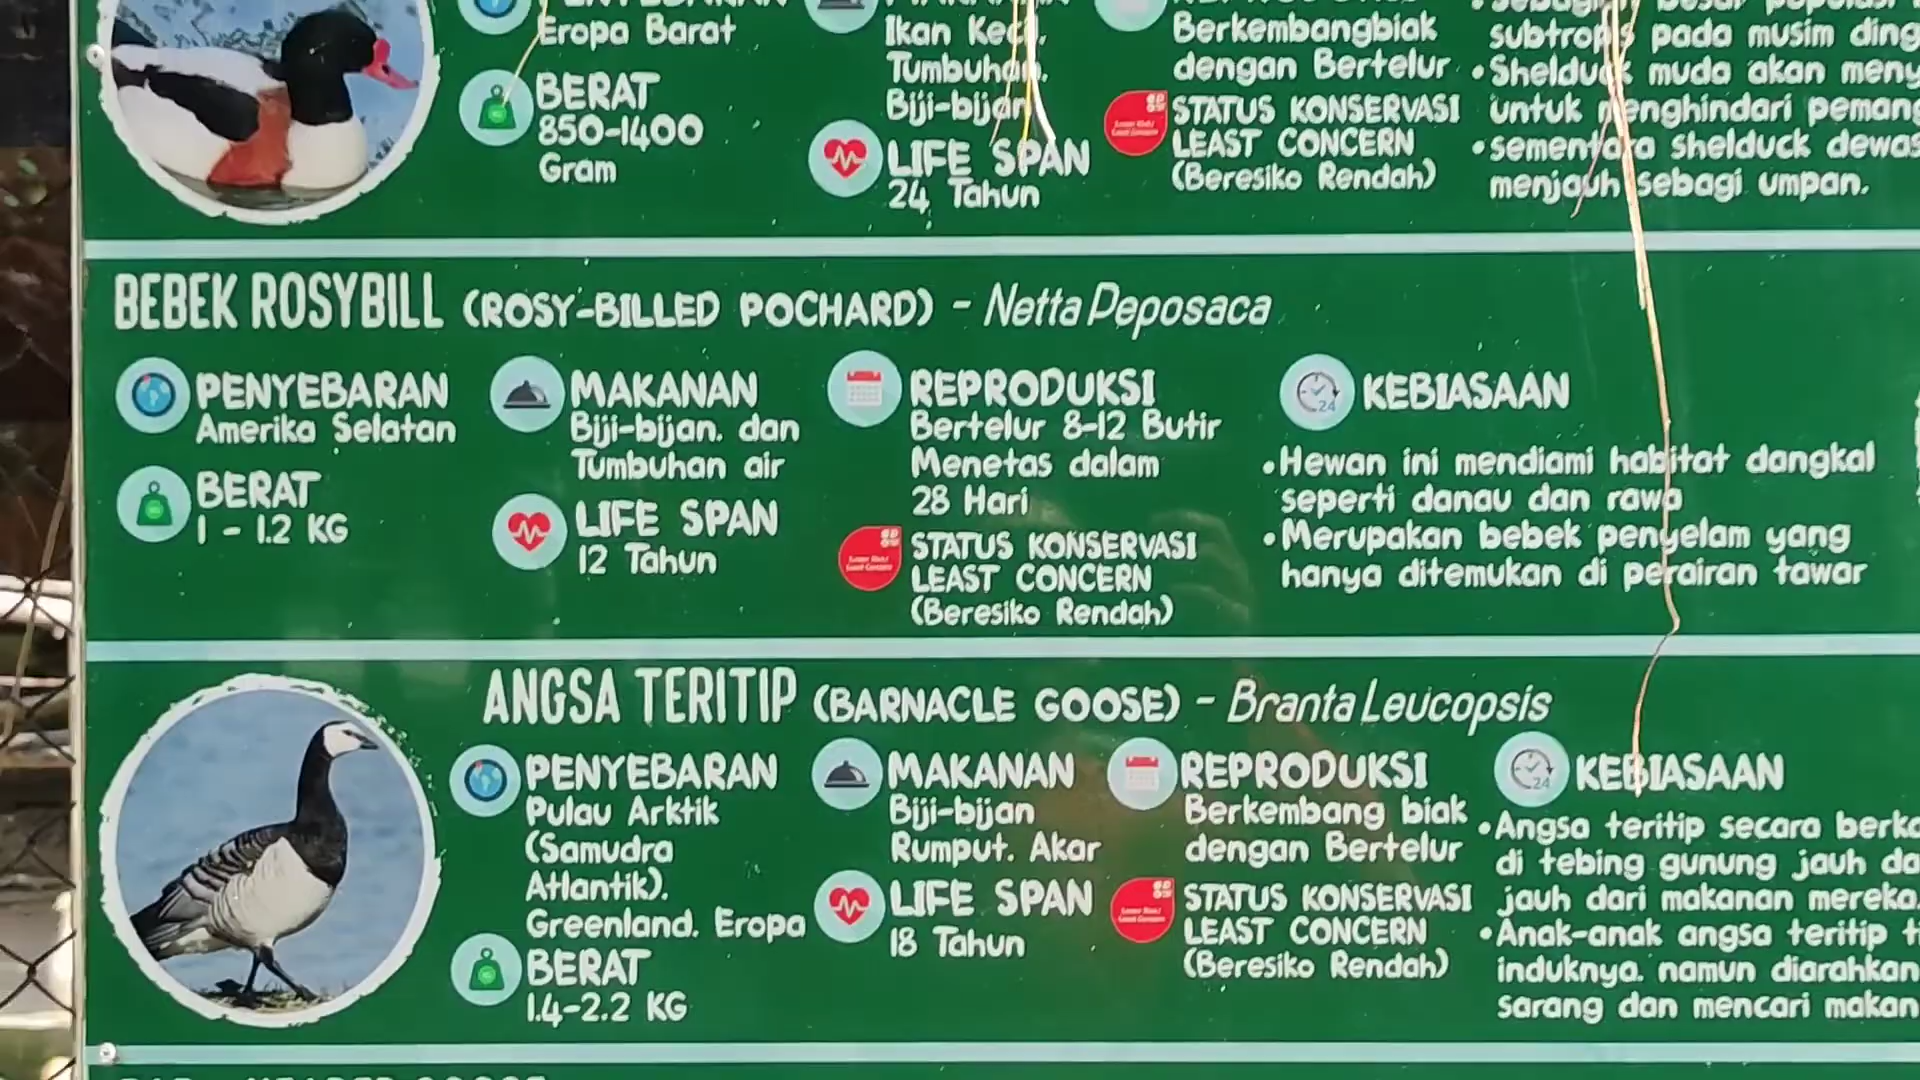 Eropa Barat
BERAT
850-1400
Gram
Ikan Kecil,
Tumbuhan,
Biji-bijan
LIFE SPAN
24 Tahun
Berkembangbiak
dengan Bertelur
STATUS KONSERVASI
LEAST CONCERN
(Beresiko Rendah)
subtropis pada musim ding
•Shelduck muda akan meny
untuk menghindari pemang
•sementara shelduck dewas
menjauh sebagi umpan.
BEBEK ROSYBILL (ROSY-BILLED POCHARD) - Netta Peposaca
PENYEBARAN
Amerika Selatan
BERAT
1 - 1.2 KG
MAKANAN
Biji-bijan. dan
Tumbuhan air
LIFE SPAN
12 Tahun
REPRODUKSI
Bertelur 8-12 Butir
Menetas dalam
28 Hari
STATUS KONSERVASI
LEAST CONCERN
(Beresiko Rendah)
KEBIASAAN
•Hewan ini mendiami habitat dangkal
seperti danau dan rawa
•Merupakan bebek penyelam yang
hanya ditemukan di perairan tawar
ANGSA TERITIP (BARNACLE GOOSE) - Branta Leucopsis
PENYEBARAN
Pulau Arktik
(Samudra
Atlantik).
Greenland. Eropa
BERAT
1.4-2.2 KG
MAKANAN
Biji-bijan
Rumput. Akar
LIFE SPAN
18 Tahun
REPRODUKSI
Berkembang biak
dengan Bertelur
STATUS KONSERVASI
LEAST CONCERN
(Beresiko Rendah)
KEBIASAAN
•Angsa teritip secara berko
di tebing gunung jauh da
jauh dari makanan mereka.
•Anak-anak angsa teritip ti
induknya. namun diarahkan
sarang dan mencari makan